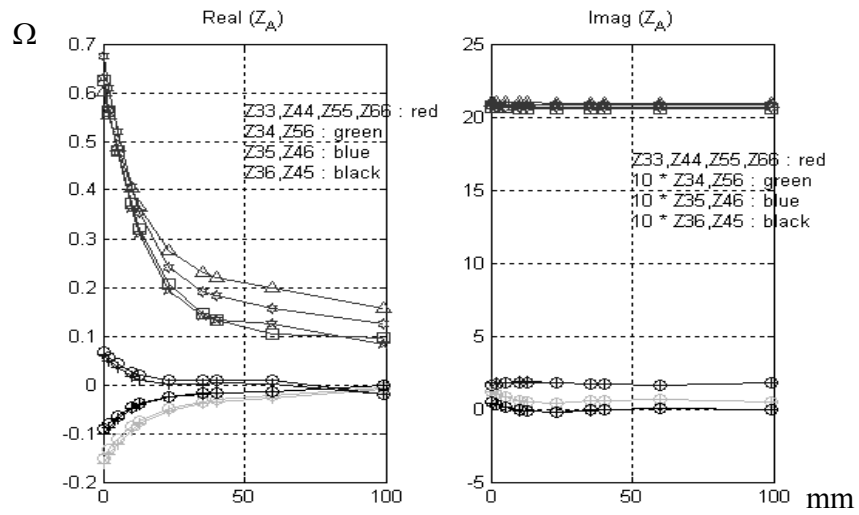 Real (Z_A)
Imag (Z_A)
Ω
0.7
0.6
0.5
0.4
0.3
0.2
0.1
0
-0.1
-0.2
Z33,Z44,Z55,Z66 : red
Z34,Z56 : green
Z35,Z46 : blue
Z36,Z45 : black
0
50
100
25
20
15
10
5
0
-5
Z33,Z44,Z55,Z66 : red
10 * Z34,Z56 : green
10 * Z35,Z46 : blue
10 * Z36,Z45 : black
0
50
100
mm